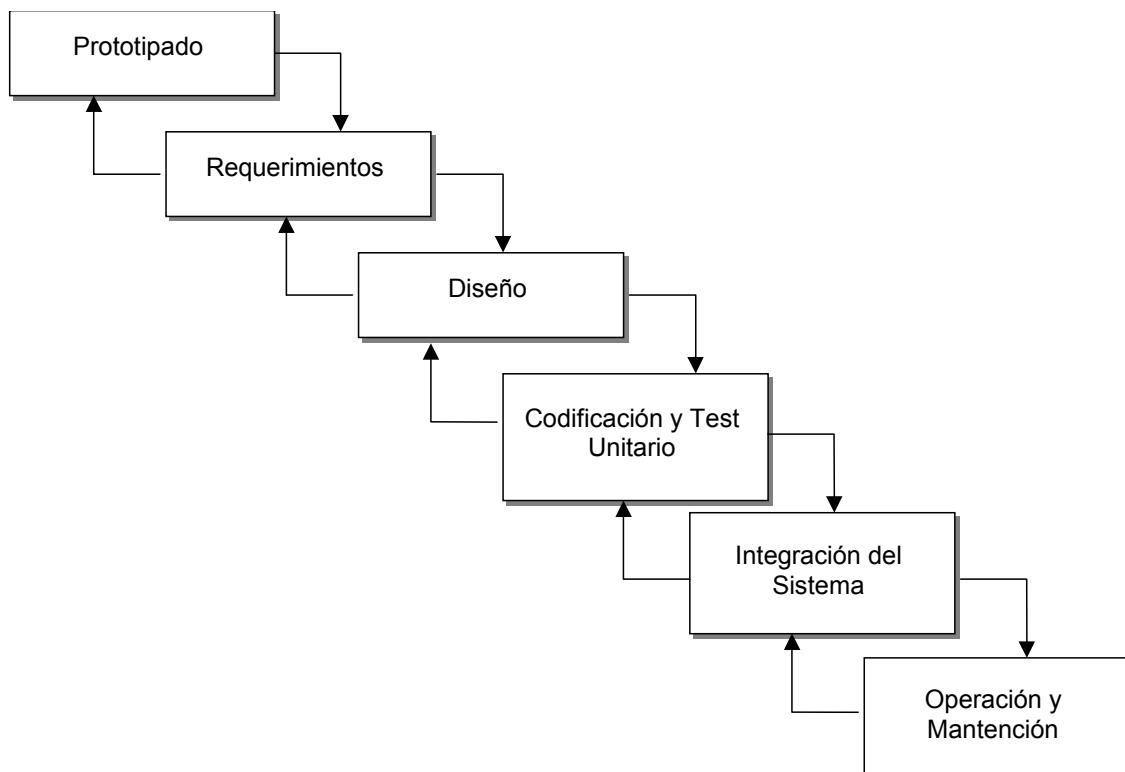 Prototipado
Requerimientos
Diseño
Codificación y Test
Unitario
Integración del
Sistema
Operación y
Mantención